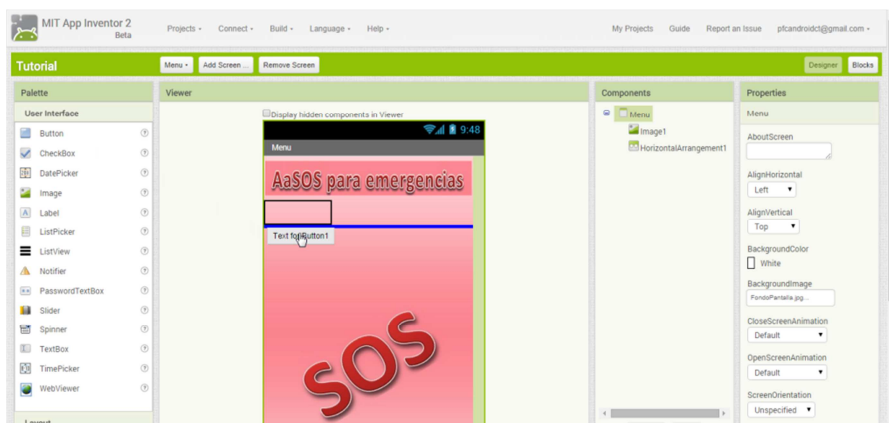 MIT App Inventor 2
Beta
Projects Connect Build Language Help My Projects Guide Report an Issue pfcandroidct@gmail.com
Tutorial Menu Add Screen ... Remove Screen Designer Blocks
Palette
User Interface
Button
CheckBox
DatePicker
Image
Label
ListPicker
ListView
Notifier
PasswordTextBox
Slider
Spinner
TextBox
TimePicker
WebViewer
Layout
Viewer
Display hidden components in Viewer
9:48
Menu
AaSOS para emergencias
Text for Button1
SOS
Components
Menu
Image1
HorizontalArrangement1
Properties
Menu
AboutScreen
AlignHorizontal
Left
AlignVertical
Top
BackgroundColor
White
BackgroundImage
FondoPantalla.jpg...
CloseScreenAnimation
Default
OpenScreenAnimation
Default
ScreenOrientation
Unspecified